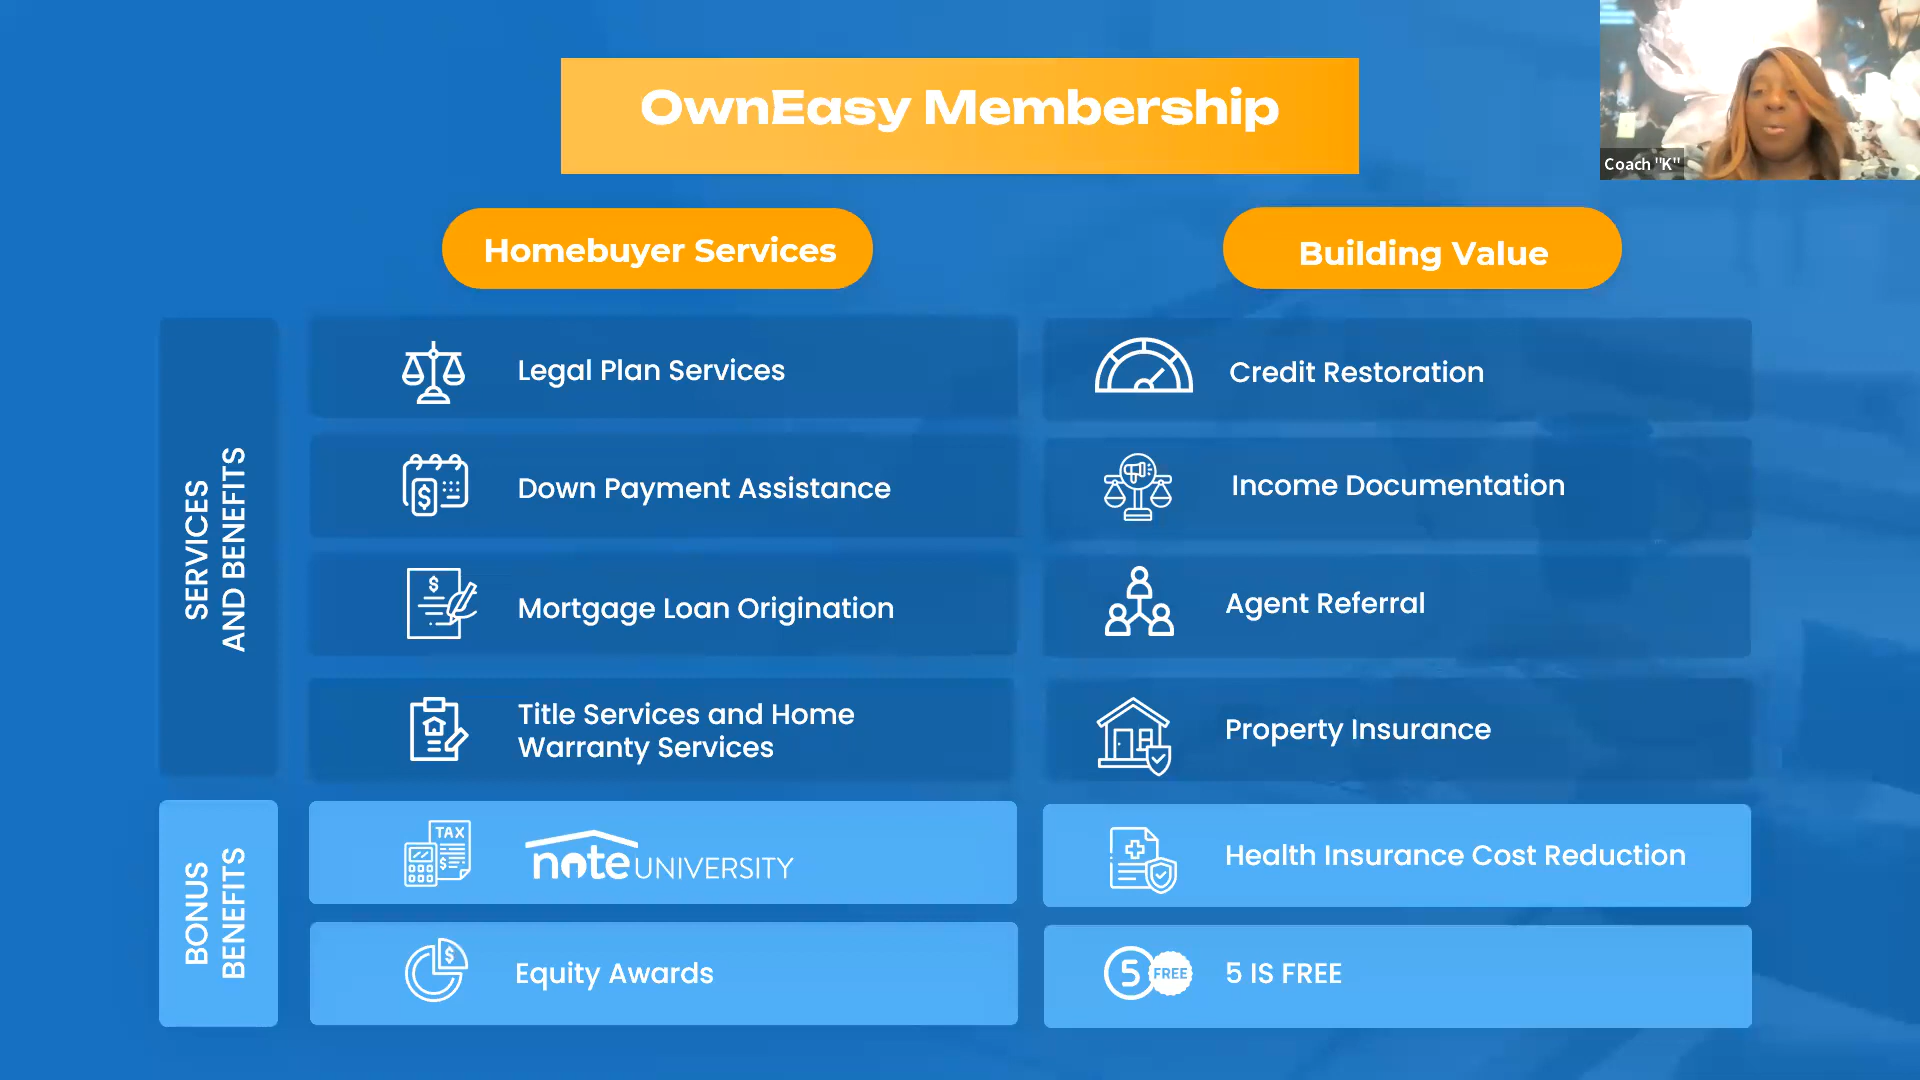 OwnEasy Membership
Coach "K"
Homebuyer Services
Building Value
SERVICES
AND BENEFITS
Legal Plan Services
Credit Restoration
Down Payment Assistance
Income Documentation
Mortgage Loan Origination
Agent Referral
Title Services and Home
Warranty Services
Property Insurance
BONUS
BENEFITS
TAX
note UNIVERSITY
Health Insurance Cost Reduction
Equity Awards
5 FREE
5 IS FREE